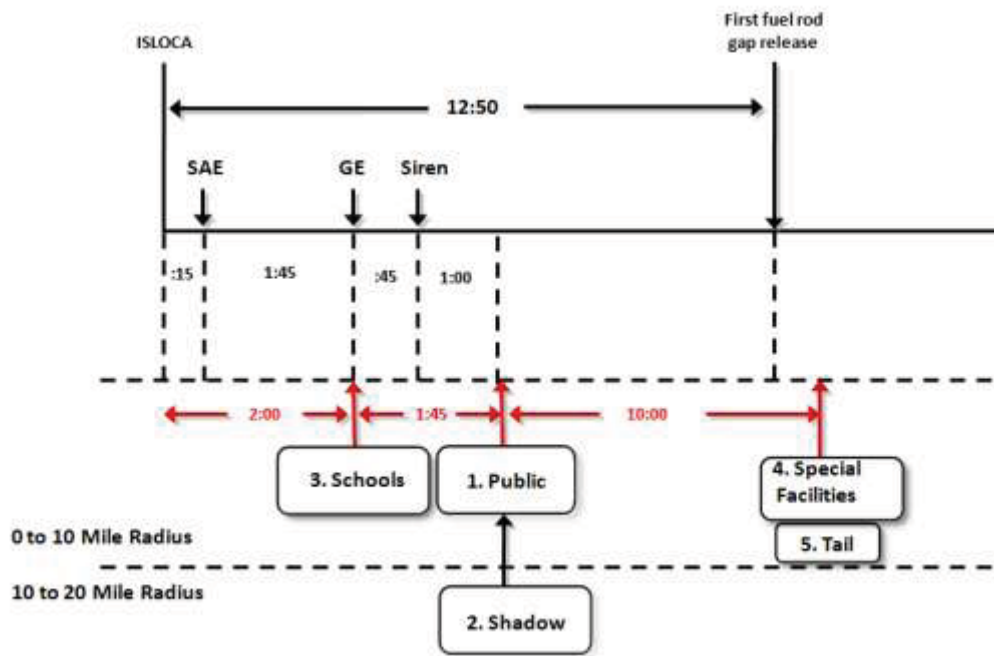 ISLOCA
First fuel rod
gap release
12:50
SAE
GE
Siren
:15
1:45
:45
1:00
2:00
1:45
10:00
3. Schools
1. Public
4. Special
Facilities
5. Tail
0 to 10 Mile Radius
10 to 20 Mile Radius
2. Shadow